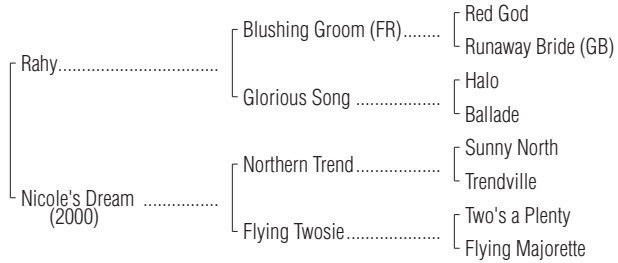 Red God
Blushing Groom (FR)........
Runaway Bride (GB)
Rahy.................................
Halo
Glorious Song ..................
Ballade
Sunny North
Northern Trend..................
Trendville
Nicole's Dream ................
(2000)
Two's a Plenty
Flying Twosie....................
Flying Majorette